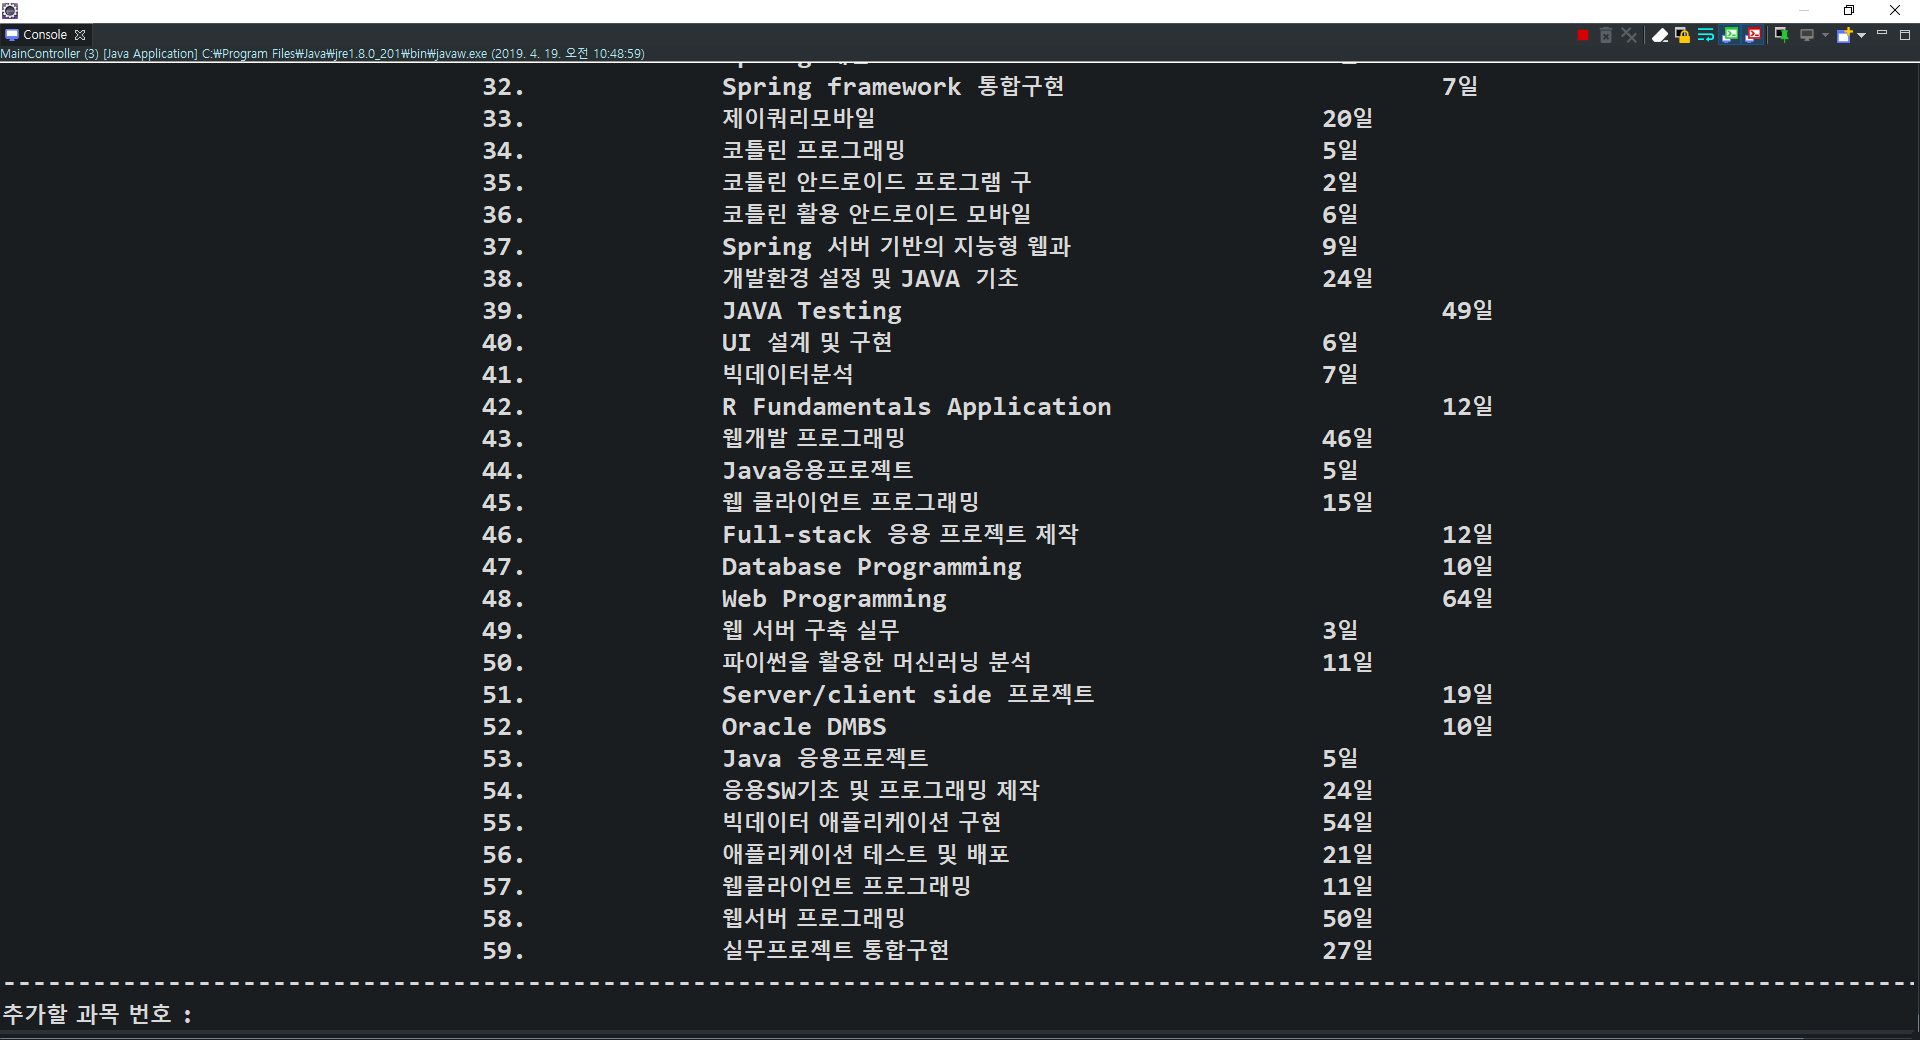 Console
MainController (3) [Java Application] C:₩Program Files₩Java₩jre1.8.0_201₩bin₩javaw.exe (2019. 4. 19. 오전 10:48:59)
32. Spring framework 통합구현 7일
33. 제이쿼리모바일 20일
34. 코틀린 프로그래밍 5일
35. 코틀린 안드로이드 프로그램 구 2일
36. 코틀린 활용 안드로이드 모바일 6일
37. Spring 서버 기반의 지능형 웹과 9일
38. 개발환경 설정 및 JAVA 기초 24일
39. JAVA Testing 49일
40. UI 설계 및 구현 6일
41. 빅데이터분석 7일
42. R Fundamentals Application 12일
43. 웹개발 프로그래밍 46일
44. Java응용프로젝트 5일
45. 웹 클라이언트 프로그래밍 15일
46. Full-stack 응용 프로젝트 제작 12일
47. Database Programming 10일
48. Web Programming 64일
49. 웹 서버 구축 실무 3일
50. 파이썬을 활용한 머신러닝 분석 11일
51. Server/client side 프로젝트 19일
52. Oracle DMBS 10일
53. Java 응용프로젝트 5일
54. 응용SW기초 및 프로그래밍 제작 24일
55. 빅데이터 애플리케이션 구현 54일
56. 애플리케이션 테스트 및 배포 21일
57. 웹클라이언트 프로그래밍 11일
58. 웹서버 프로그래밍 50일
59. 실무프로젝트 통합구현 27일
--------------------------------------------------------------------------------------------------------------------------------
추가할 과목 번호 :